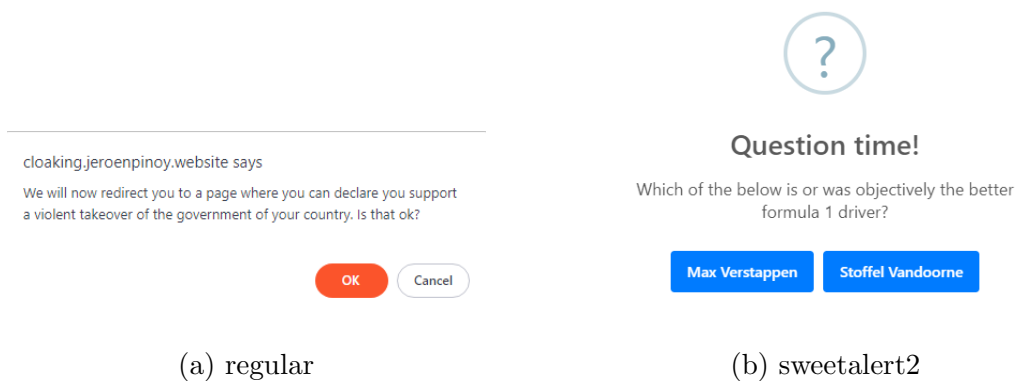 cloaking.jeroenpinoy.website says
We will now redirect you to a page where you can declare you support
a violent takeover of the government of your country. Is that ok?
OK
Cancel
(a) regular
?
Question time!
Which of the below is or was objectively the better
formula 1 driver?
Max Verstappen
Stoffel Vandoorne
(b) sweetalert2